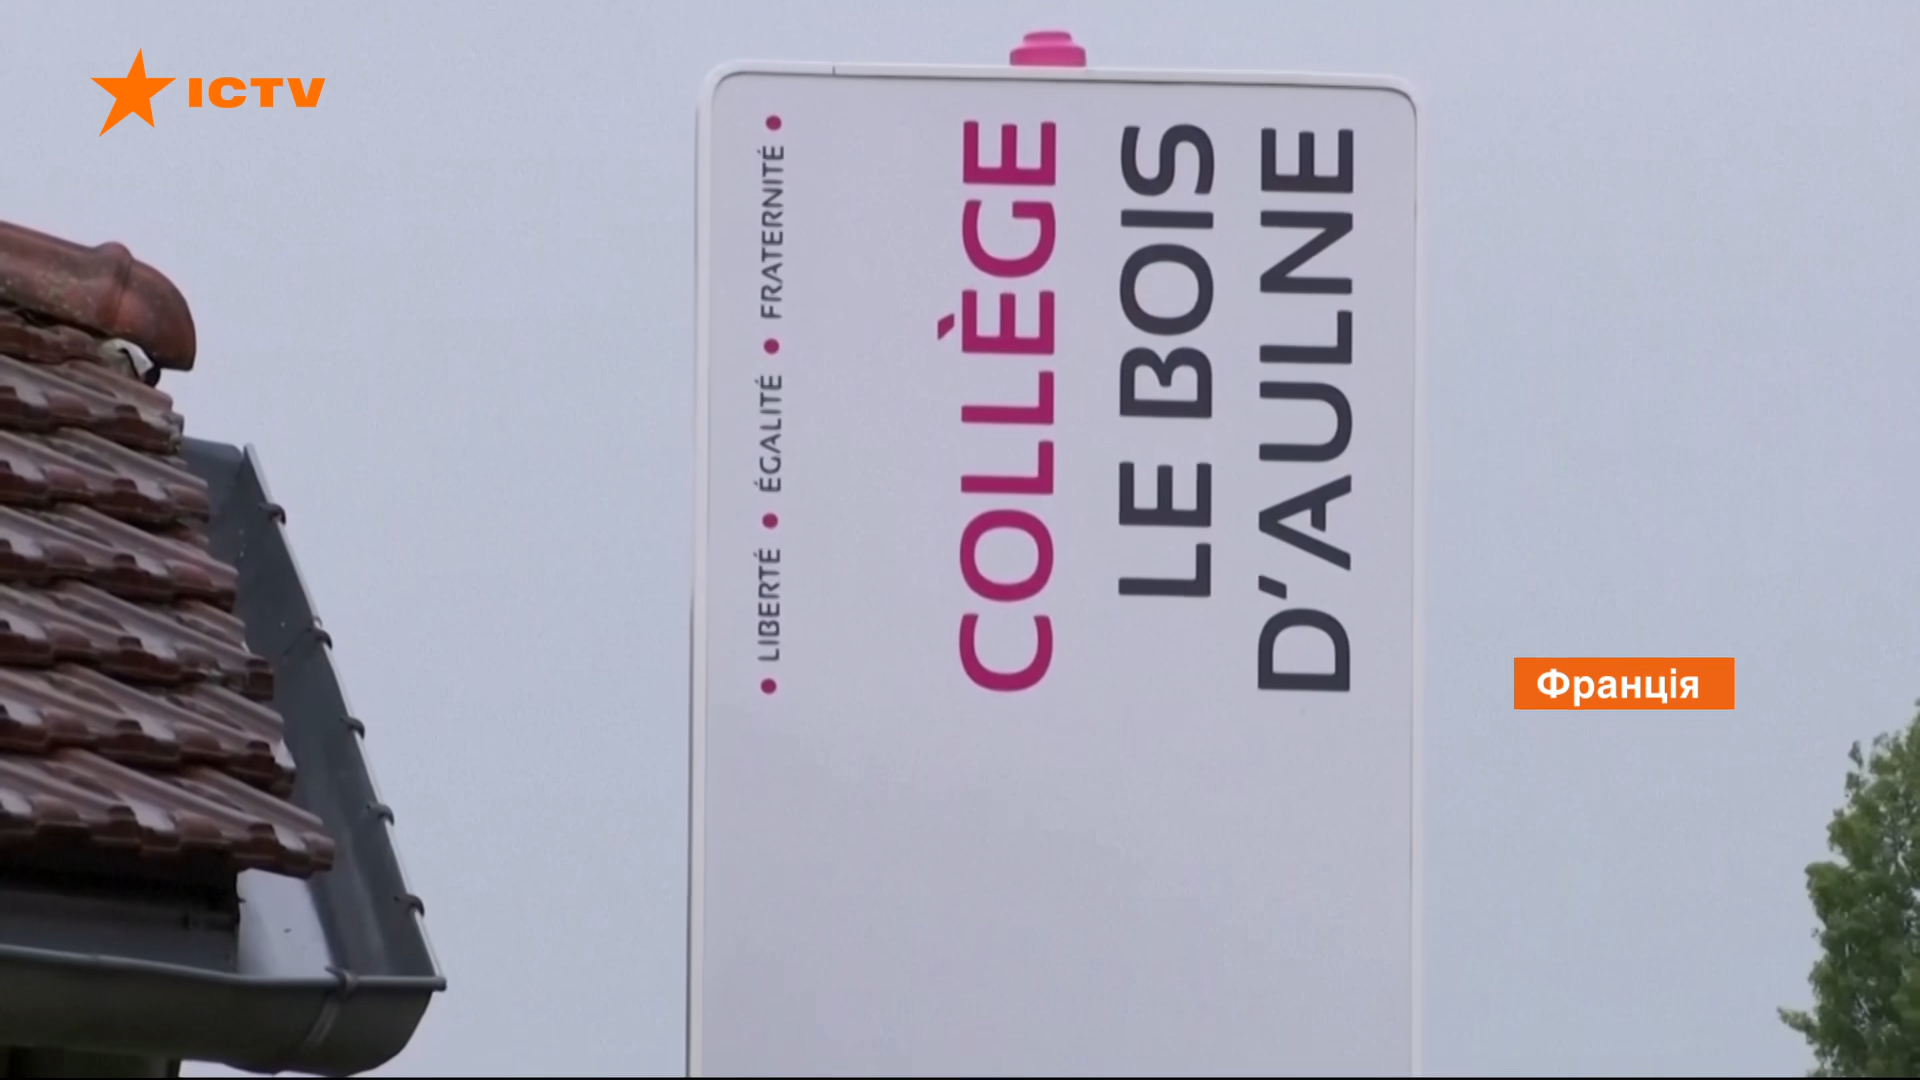 ICTV
• LIBERTÉ • ÉGALITÉ • FRATERNITÉ •
COLLÈGE
LE BOIS
D'AULNE
Франція